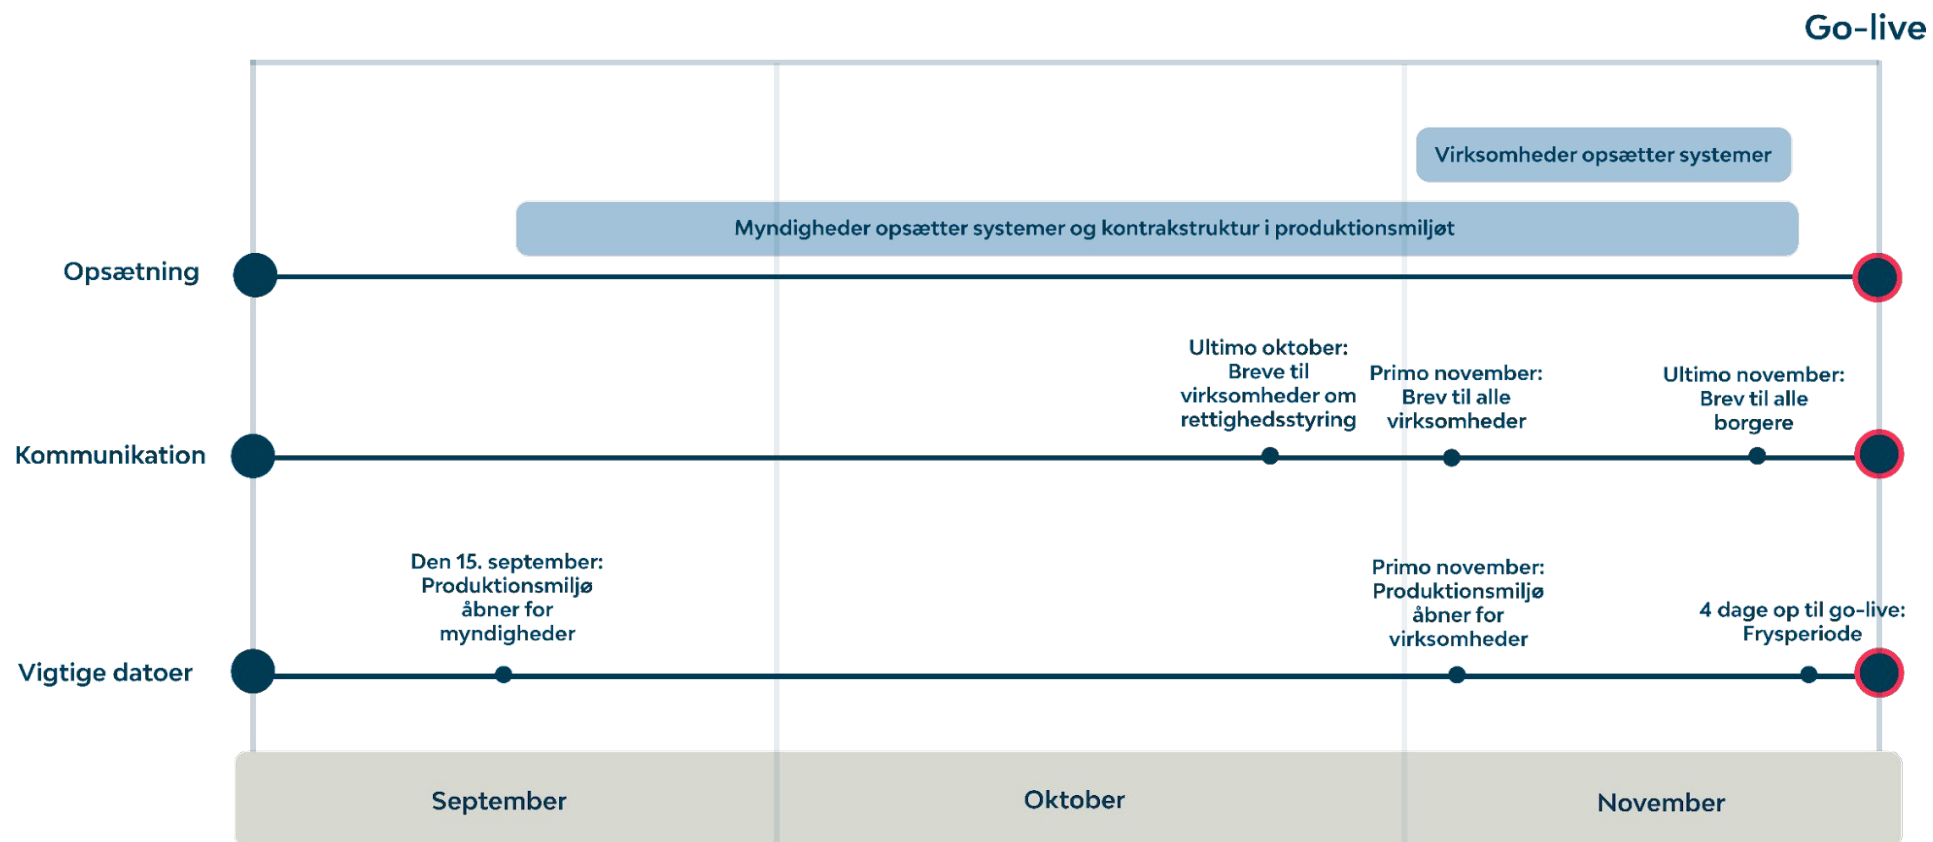 Go-live
Virksomheder opsætter systemer
Myndigheder opsætter systemer og kontrakstruktur i produktionsmiljøt
Opsætning
Ultimo oktober:
Breve til
virksomheder om
rettighedsstyring
Primo november:
Brev til alle
virksomheder
Ultimo november:
Brev til alle
borgere
Kommunikation
Den 15. september:
Produktionsmiljø
åbner for
myndigheder
Primo november:
Produktionsmiljø
åbner for
virksomheder
4 dage op til go-live:
Frysperiode
Vigtige datoer
September
Oktober
November